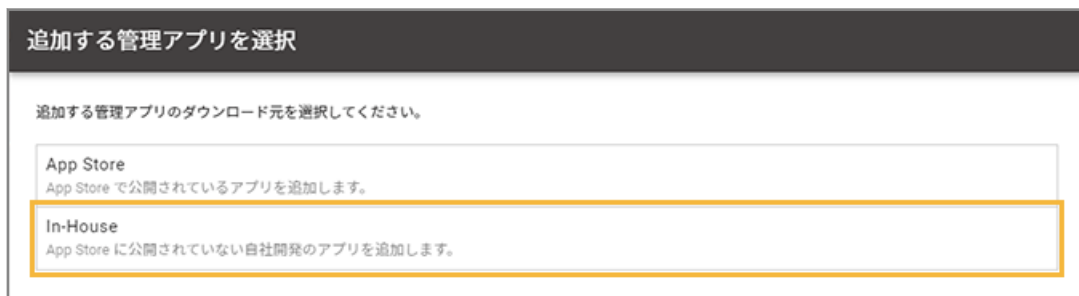 追加する管理アプリを選択
追加する管理アプリのダウンロード元を選択してください。
App Store
App Store で公開されているアプリを追加します。
In-House
App Store に公開されていない自社開発のアプリを追加します。